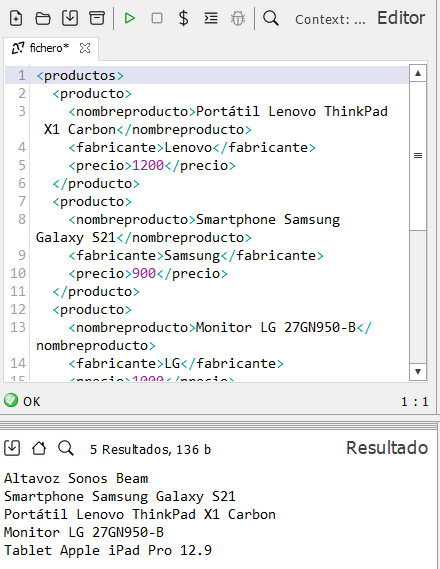 Context: ... Editor
fichero*
1 <productos>
2 <producto>
3 <nombreproducto>Portátil Lenovo ThinkPad
X1 Carbon</nombreproducto>
4 <fabricante>Lenovo</fabricante>
5 <precio>1200</precio>
6 </producto>
7 <producto>
8 <nombreproducto>Smartphone Samsung
Galaxy S21</nombreproducto>
9 <fabricante>Samsung</fabricante>
10 <precio>900</precio>
11 </producto>
12 <producto>
13 <nombreproducto>Monitor LG 27GN950-B</
nombreproducto>
14 <fabricante>LG</fabricante>
15 <precio>1000</precio>
OK 1 : 1
5 Resultados, 136 b Resultado
Altavoz Sonos Beam
Smartphone Samsung Galaxy S21
Portátil Lenovo ThinkPad X1 Carbon
Monitor LG 27GN950-B
Tablet Apple iPad Pro 12.9